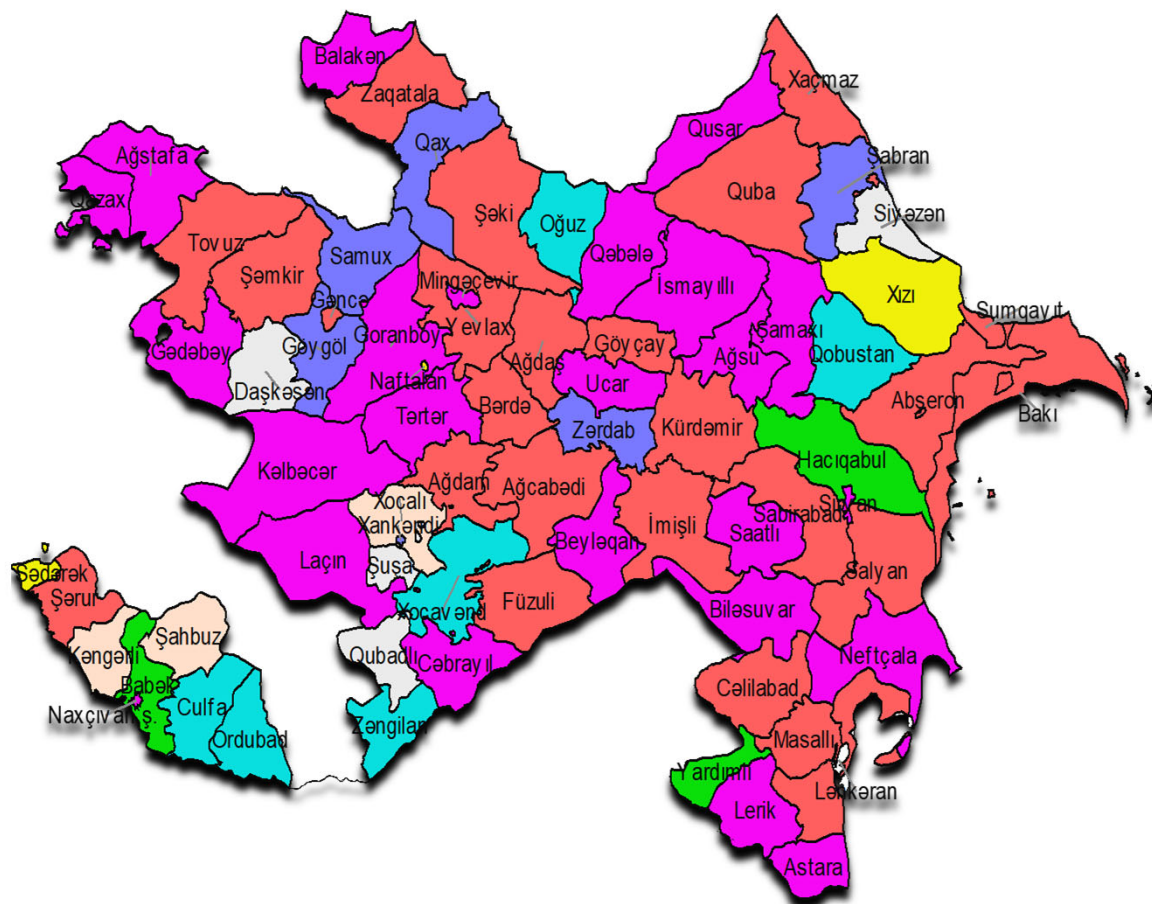 Balakən
Zaqatala
Xaçmaz
Qax
Qusar
Ağstafa
Şabran
Qazax
Quba
Şəki
Oğuz
Siyəzən
Tovuz
Samux
Qəbələ
Şəmkir
Mingəçevir
İsmayıllı
Xızı
Gəncə
Sumqayıt
Goranboy
Yevlax
Şamaxı
Göygöl
Göyçay
Gədəbəy
Ağdaş
Ağsu
Qobustan
Daşkəsən
Naftalan
Ucar
Bərdə
Abşeron
Bakı
Tərtər
Zərdab
Kürdəmir
Hacıqabul
Kəlbəcər
Ağdam
Ağcabədi
Xocalı
Xankəndi
İmişli
Sabirabad
Şirvan
Saatlı
Beyləqan
Laçın
Şuşa
Sədərək
Salyan
Şərur
Füzuli
Xocavənd
Biləsuvar
Şahbuz
Kəngərli
Qubadlı
Cəbrayıl
Neftçala
Babək
Cəlilabad
Culfa
Naxçıvan ş.
Zəngilan
Ordubad
Masallı
Yardımlı
Lənkəran
Lerik
Astara